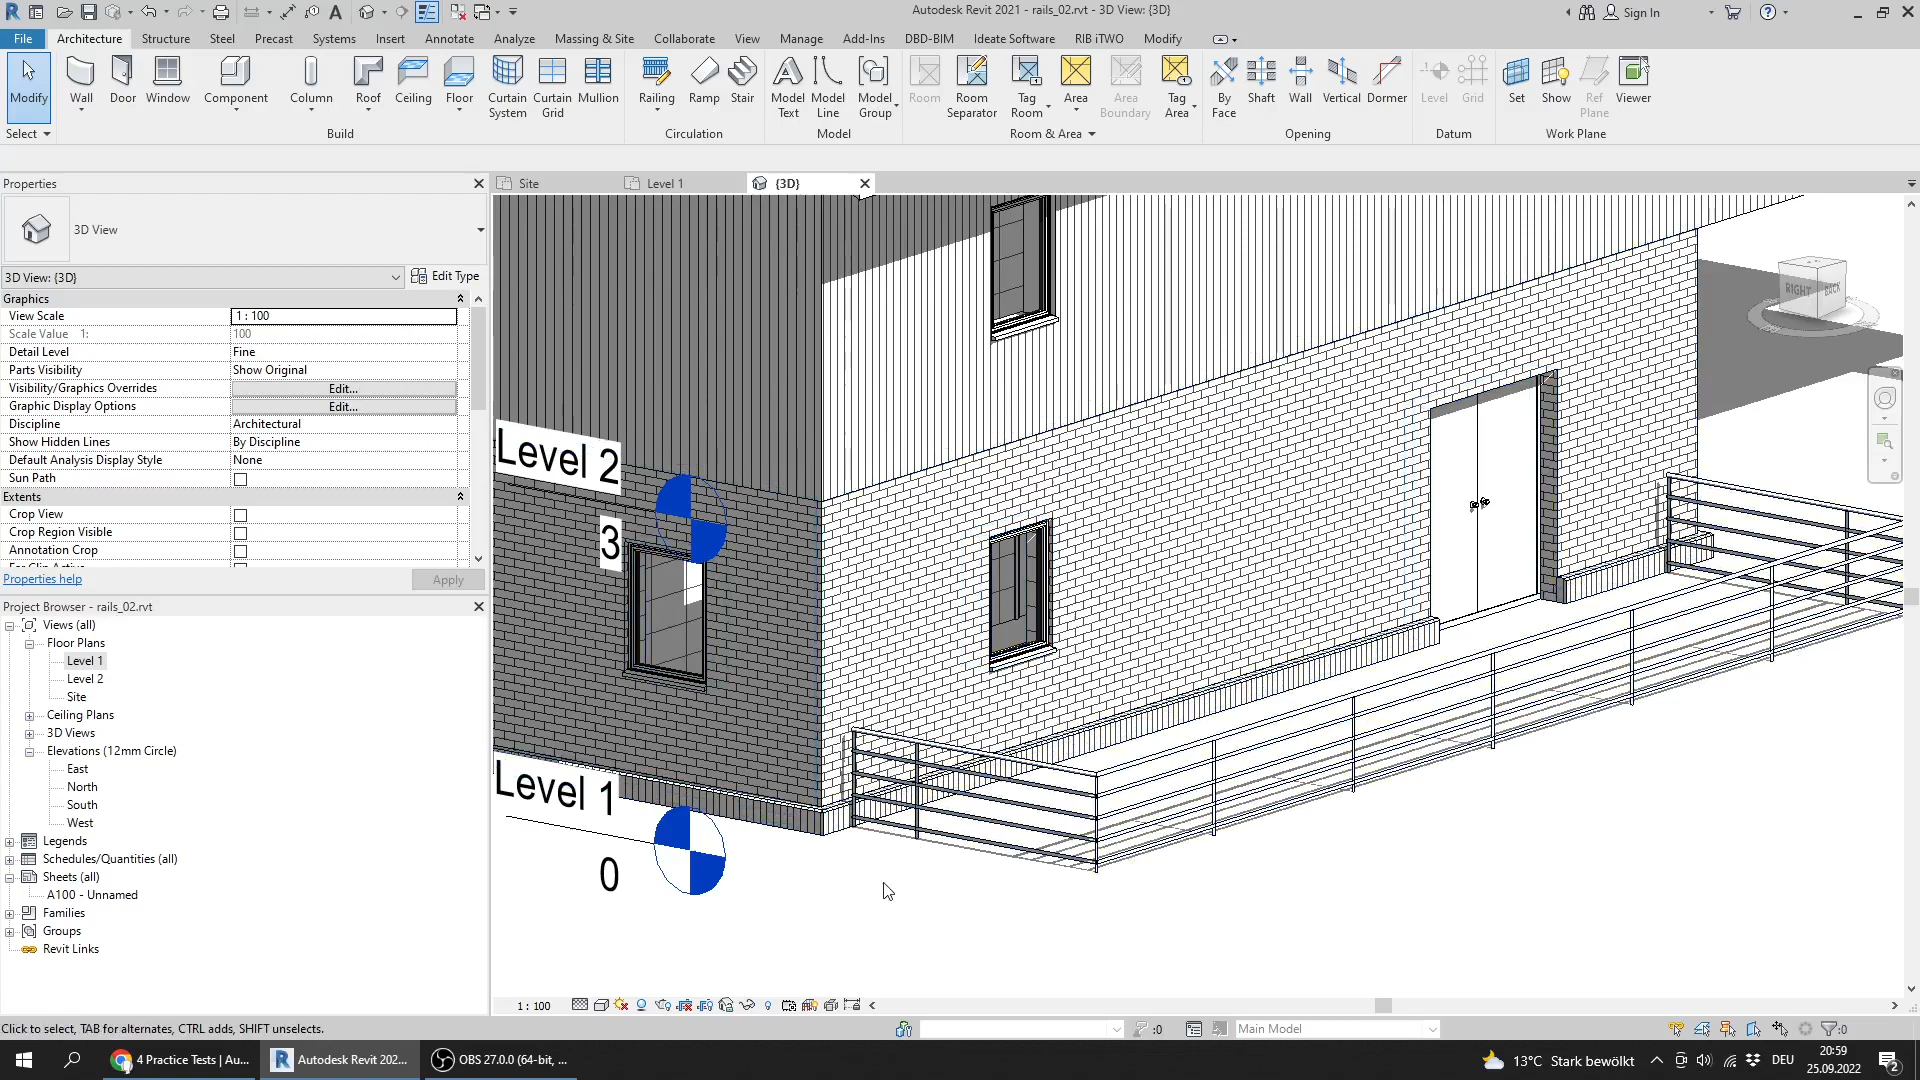 Autodesk Revit 2021 - rails_02.rvt - 3D View: {3D}
Sign In
File Architecture Structure Steel Precast Systems Insert Annotate Analyze Massing & Site Collaborate View Manage Add-Ins DBD-BIM Ideate Software RIB iTWO Modify
Modify Wall Door Window Component Column Roof Ceiling Floor Curtain System Curtain Grid Mullion Railing Ramp Stair Model Text Model Line Model Group Room Room Separator Tag Room Area Area Boundary Tag Area By Face Shaft Wall Vertical Dormer Level Grid Set Show Ref Plane Viewer
Select Build Circulation Model Room & Area Opening Datum Work Plane
Properties
Site Level 1 {3D}
3D View
3D View: {3D} Edit Type
Graphics
View Scale 1 : 100
Scale Value 1: 100
Detail Level Fine
Parts Visibility Show Original
Visibility/Graphics Overrides Edit...
Graphic Display Options Edit...
Discipline Architectural
Show Hidden Lines By Discipline
Default Analysis Display Style None
Sun Path
Extents
Crop View
Crop Region Visible
Annotation Crop
Properties help Apply
Project Browser - rails_02.rvt
Views (all)
Floor Plans
Level 1
Level 2
Site
Ceiling Plans
3D Views
Elevations (12mm Circle)
East
North
South
West
Legends
Schedules/Quantities (all)
Sheets (all)
A100 - Unnamed
Families
Groups
Revit Links
Level 2
3
Level 1
0
RIGHT BACK
1 : 100
Click to select, TAB for alternates, CTRL adds, SHIFT unselects.
:0
Main Model
:0
4 Practice Tests | Au...
Autodesk Revit 202...
OBS 27.0.0 (64-bit, ...
13°C Stark bewölkt
DEU
20:59
25.09.2022
2